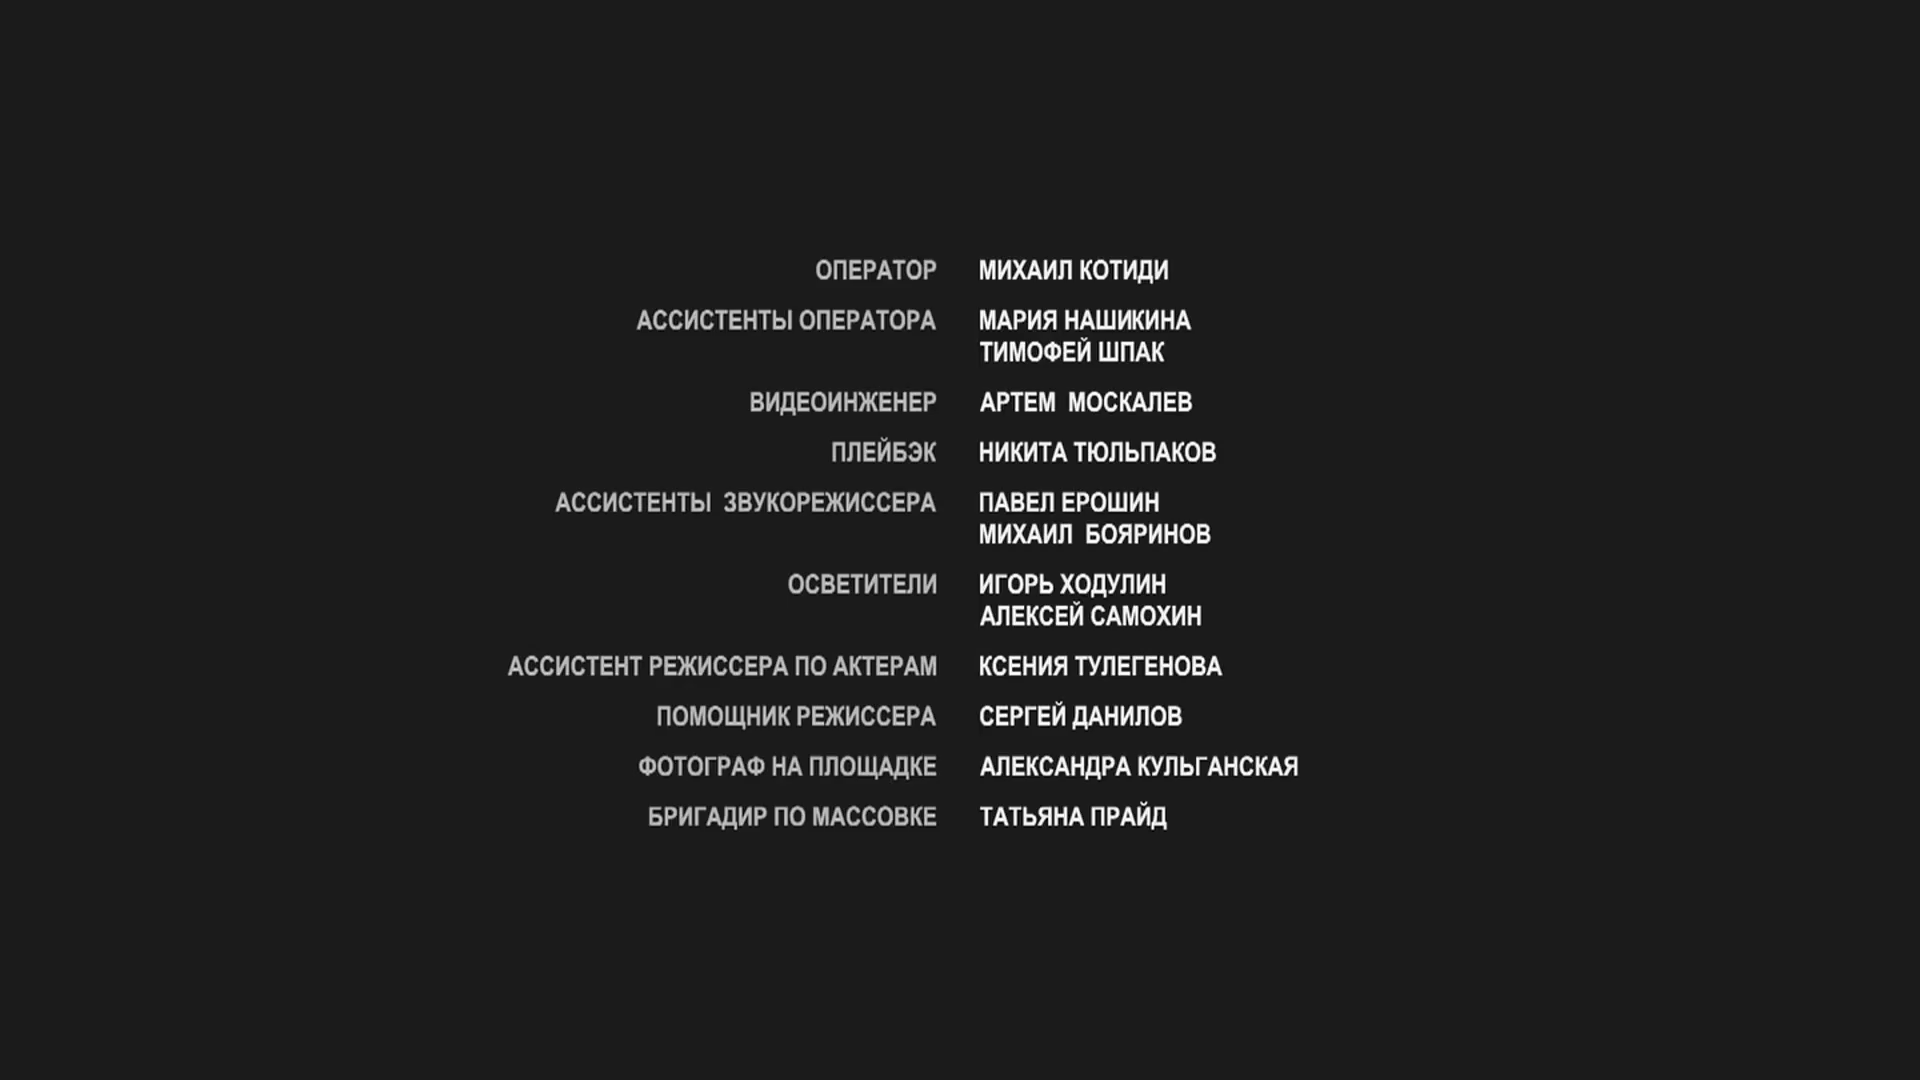 ОПЕРАТОР МИХАИЛ КОТИДИ
АССИСТЕНТЫ ОПЕРАТОРА МАРИЯ НАШИКИНА
ТИМОФЕЙ ШПАК
ВИДЕОИНЖЕНЕР АРТЕМ МОСКАЛЕВ
ПЛЕЙБЭК НИКИТА ТЮЛЬПАКОВ
АССИСТЕНТЫ ЗВУКОРЕЖИССЕРА ПАВЕЛ ЕРОШИН
МИХАИЛ БОЯРИНОВ
ОСВЕТИТЕЛИ ИГОРЬ ХОДУЛИН
АЛЕКСЕЙ САМОХИН
АССИСТЕНТ РЕЖИССЕРА ПО АКТЕРАМ КСЕНИЯ ТУЛЕГЕНОВА
ПОМОЩНИК РЕЖИССЕРА СЕРГЕЙ ДАНИЛОВ
ФОТОГРАФ НА ПЛОЩАДКЕ АЛЕКСАНДРА КУЛЬГАНСКАЯ
БРИГАДИР ПО МАССОВКЕ ТАТЬЯНА ПРАЙД